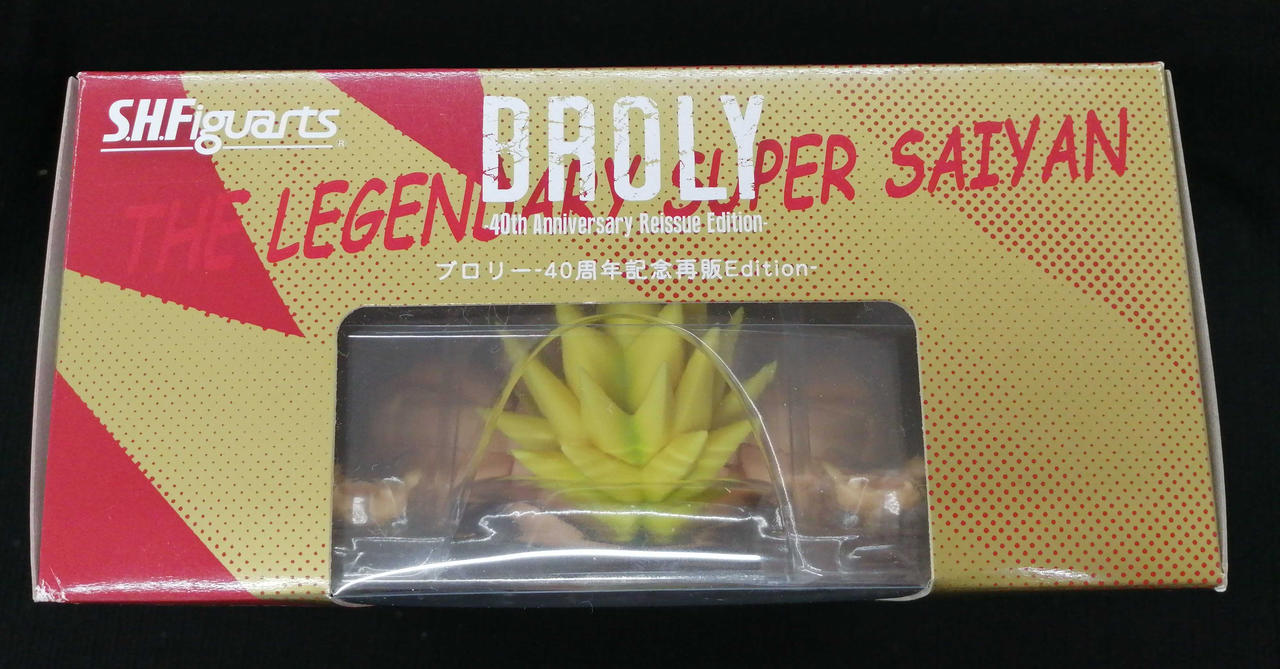 S.H.Figuarts®
BROLY
THE LEGENDARY SUPER SAIYAN
-40th Anniversary Reissue Edition-
ブロリー-40周年記念再販Edition-